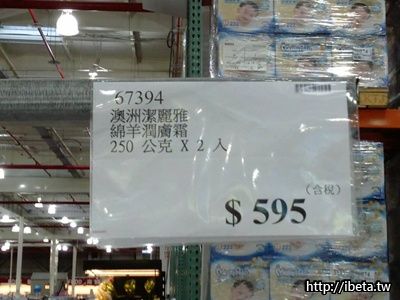 67394
澳洲潔麗雅
綿羊潤膚霜
250 公克 X 2 入
(含稅)
$ 595
http://ibeta.tw